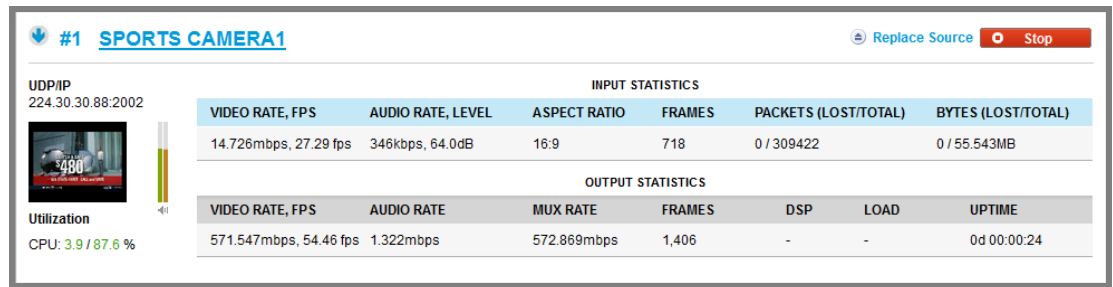 #1 SPORTS CAMERA1
Replace Source
Stop
UDP/IP
224.30.30.88:2002
$480
Utilization
CPU: 3.9 / 87.6 %
INPUT STATISTICS
VIDEO RATE, FPS AUDIO RATE, LEVEL ASPECT RATIO FRAMES PACKETS (LOST/TOTAL) BYTES (LOST/TOTAL)
14.726mbps, 27.29 fps 346kbps, 64.0dB 16:9 718 0 / 309422 0 / 55.543MB
OUTPUT STATISTICS
VIDEO RATE, FPS AUDIO RATE MUX RATE FRAMES DSP LOAD UPTIME
571.547mbps, 54.46 fps 1.322mbps 572.869mbps 1,406 - - 0d 00:00:24